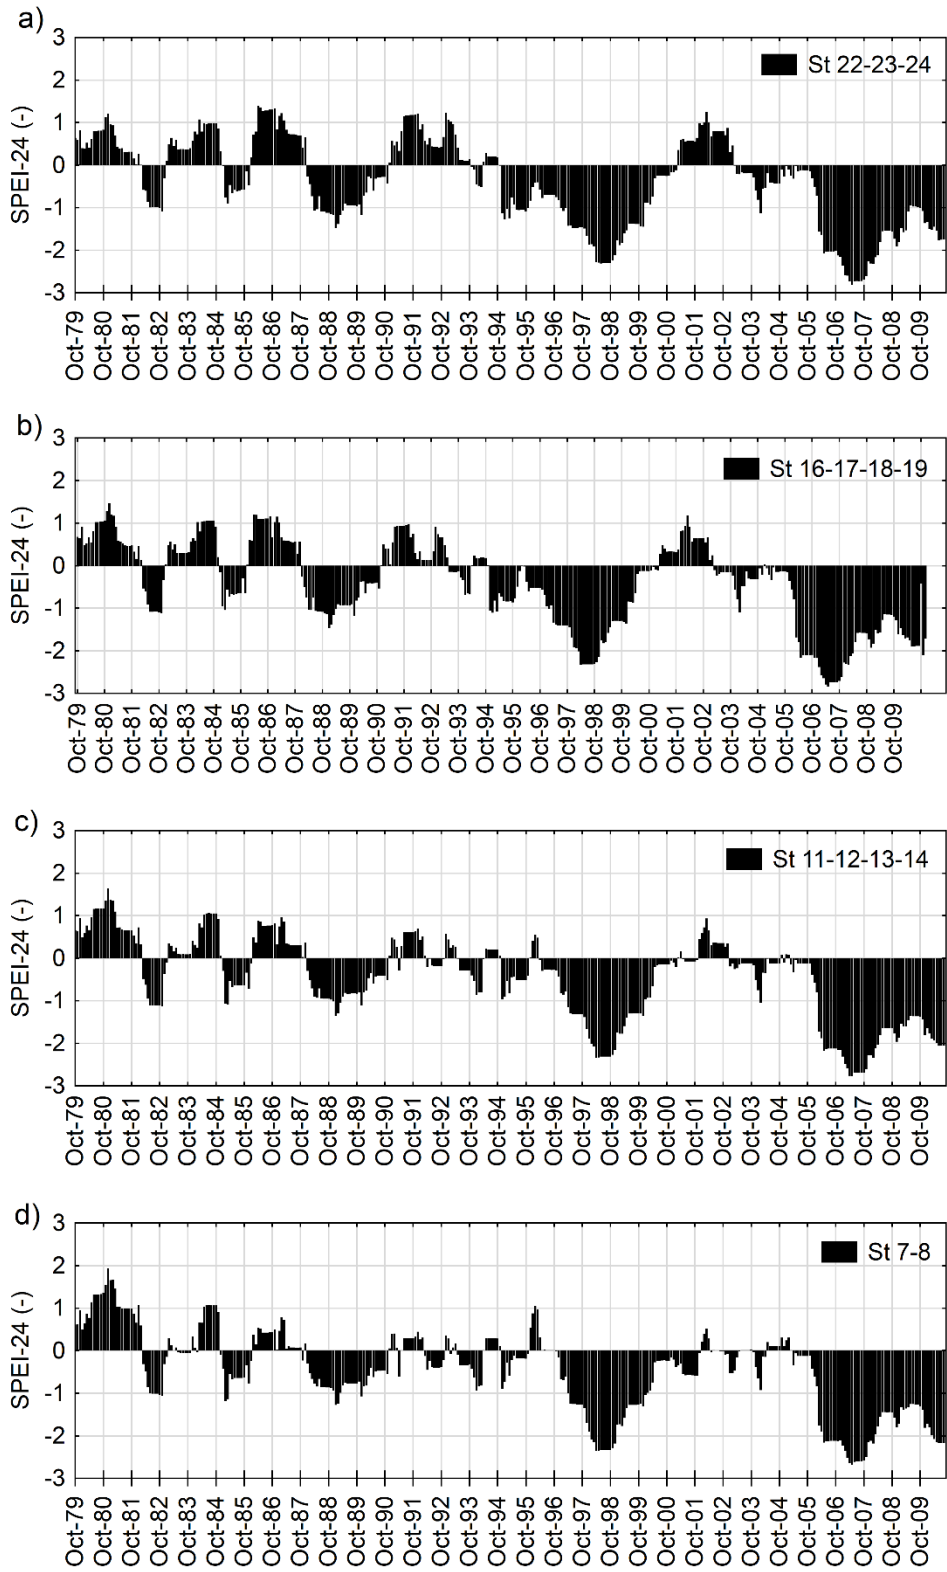 a)
3
2
1
0
-1
-2
-3
SPEI-24 (-)
St 22-23-24
Oct-79
Oct-80
Oct-81
Oct-82
Oct-83
Oct-84
Oct-85
Oct-86
Oct-87
Oct-88
Oct-89
Oct-90
Oct-91
Oct-92
Oct-93
Oct-94
Oct-95
Oct-96
Oct-97
Oct-98
Oct-99
Oct-00
Oct-01
Oct-02
Oct-03
Oct-04
Oct-05
Oct-06
Oct-07
Oct-08
Oct-09
b)
3
2
1
0
-1
-2
-3
SPEI-24 (-)
St 16-17-18-19
Oct-79
Oct-80
Oct-81
Oct-82
Oct-83
Oct-84
Oct-85
Oct-86
Oct-87
Oct-88
Oct-89
Oct-90
Oct-91
Oct-92
Oct-93
Oct-94
Oct-95
Oct-96
Oct-97
Oct-98
Oct-99
Oct-00
Oct-01
Oct-02
Oct-03
Oct-04
Oct-05
Oct-06
Oct-07
Oct-08
Oct-09
c)
3
2
1
0
-1
-2
-3
SPEI-24 (-)
St 11-12-13-14
Oct-79
Oct-80
Oct-81
Oct-82
Oct-83
Oct-84
Oct-85
Oct-86
Oct-87
Oct-88
Oct-89
Oct-90
Oct-91
Oct-92
Oct-93
Oct-94
Oct-95
Oct-96
Oct-97
Oct-98
Oct-99
Oct-00
Oct-01
Oct-02
Oct-03
Oct-04
Oct-05
Oct-06
Oct-07
Oct-08
Oct-09
d)
3
2
1
0
-1
-2
-3
SPEI-24 (-)
St 7-8
Oct-79
Oct-80
Oct-81
Oct-82
Oct-83
Oct-84
Oct-85
Oct-86
Oct-87
Oct-88
Oct-89
Oct-90
Oct-91
Oct-92
Oct-93
Oct-94
Oct-95
Oct-96
Oct-97
Oct-98
Oct-99
Oct-00
Oct-01
Oct-02
Oct-03
Oct-04
Oct-05
Oct-06
Oct-07
Oct-08
Oct-09